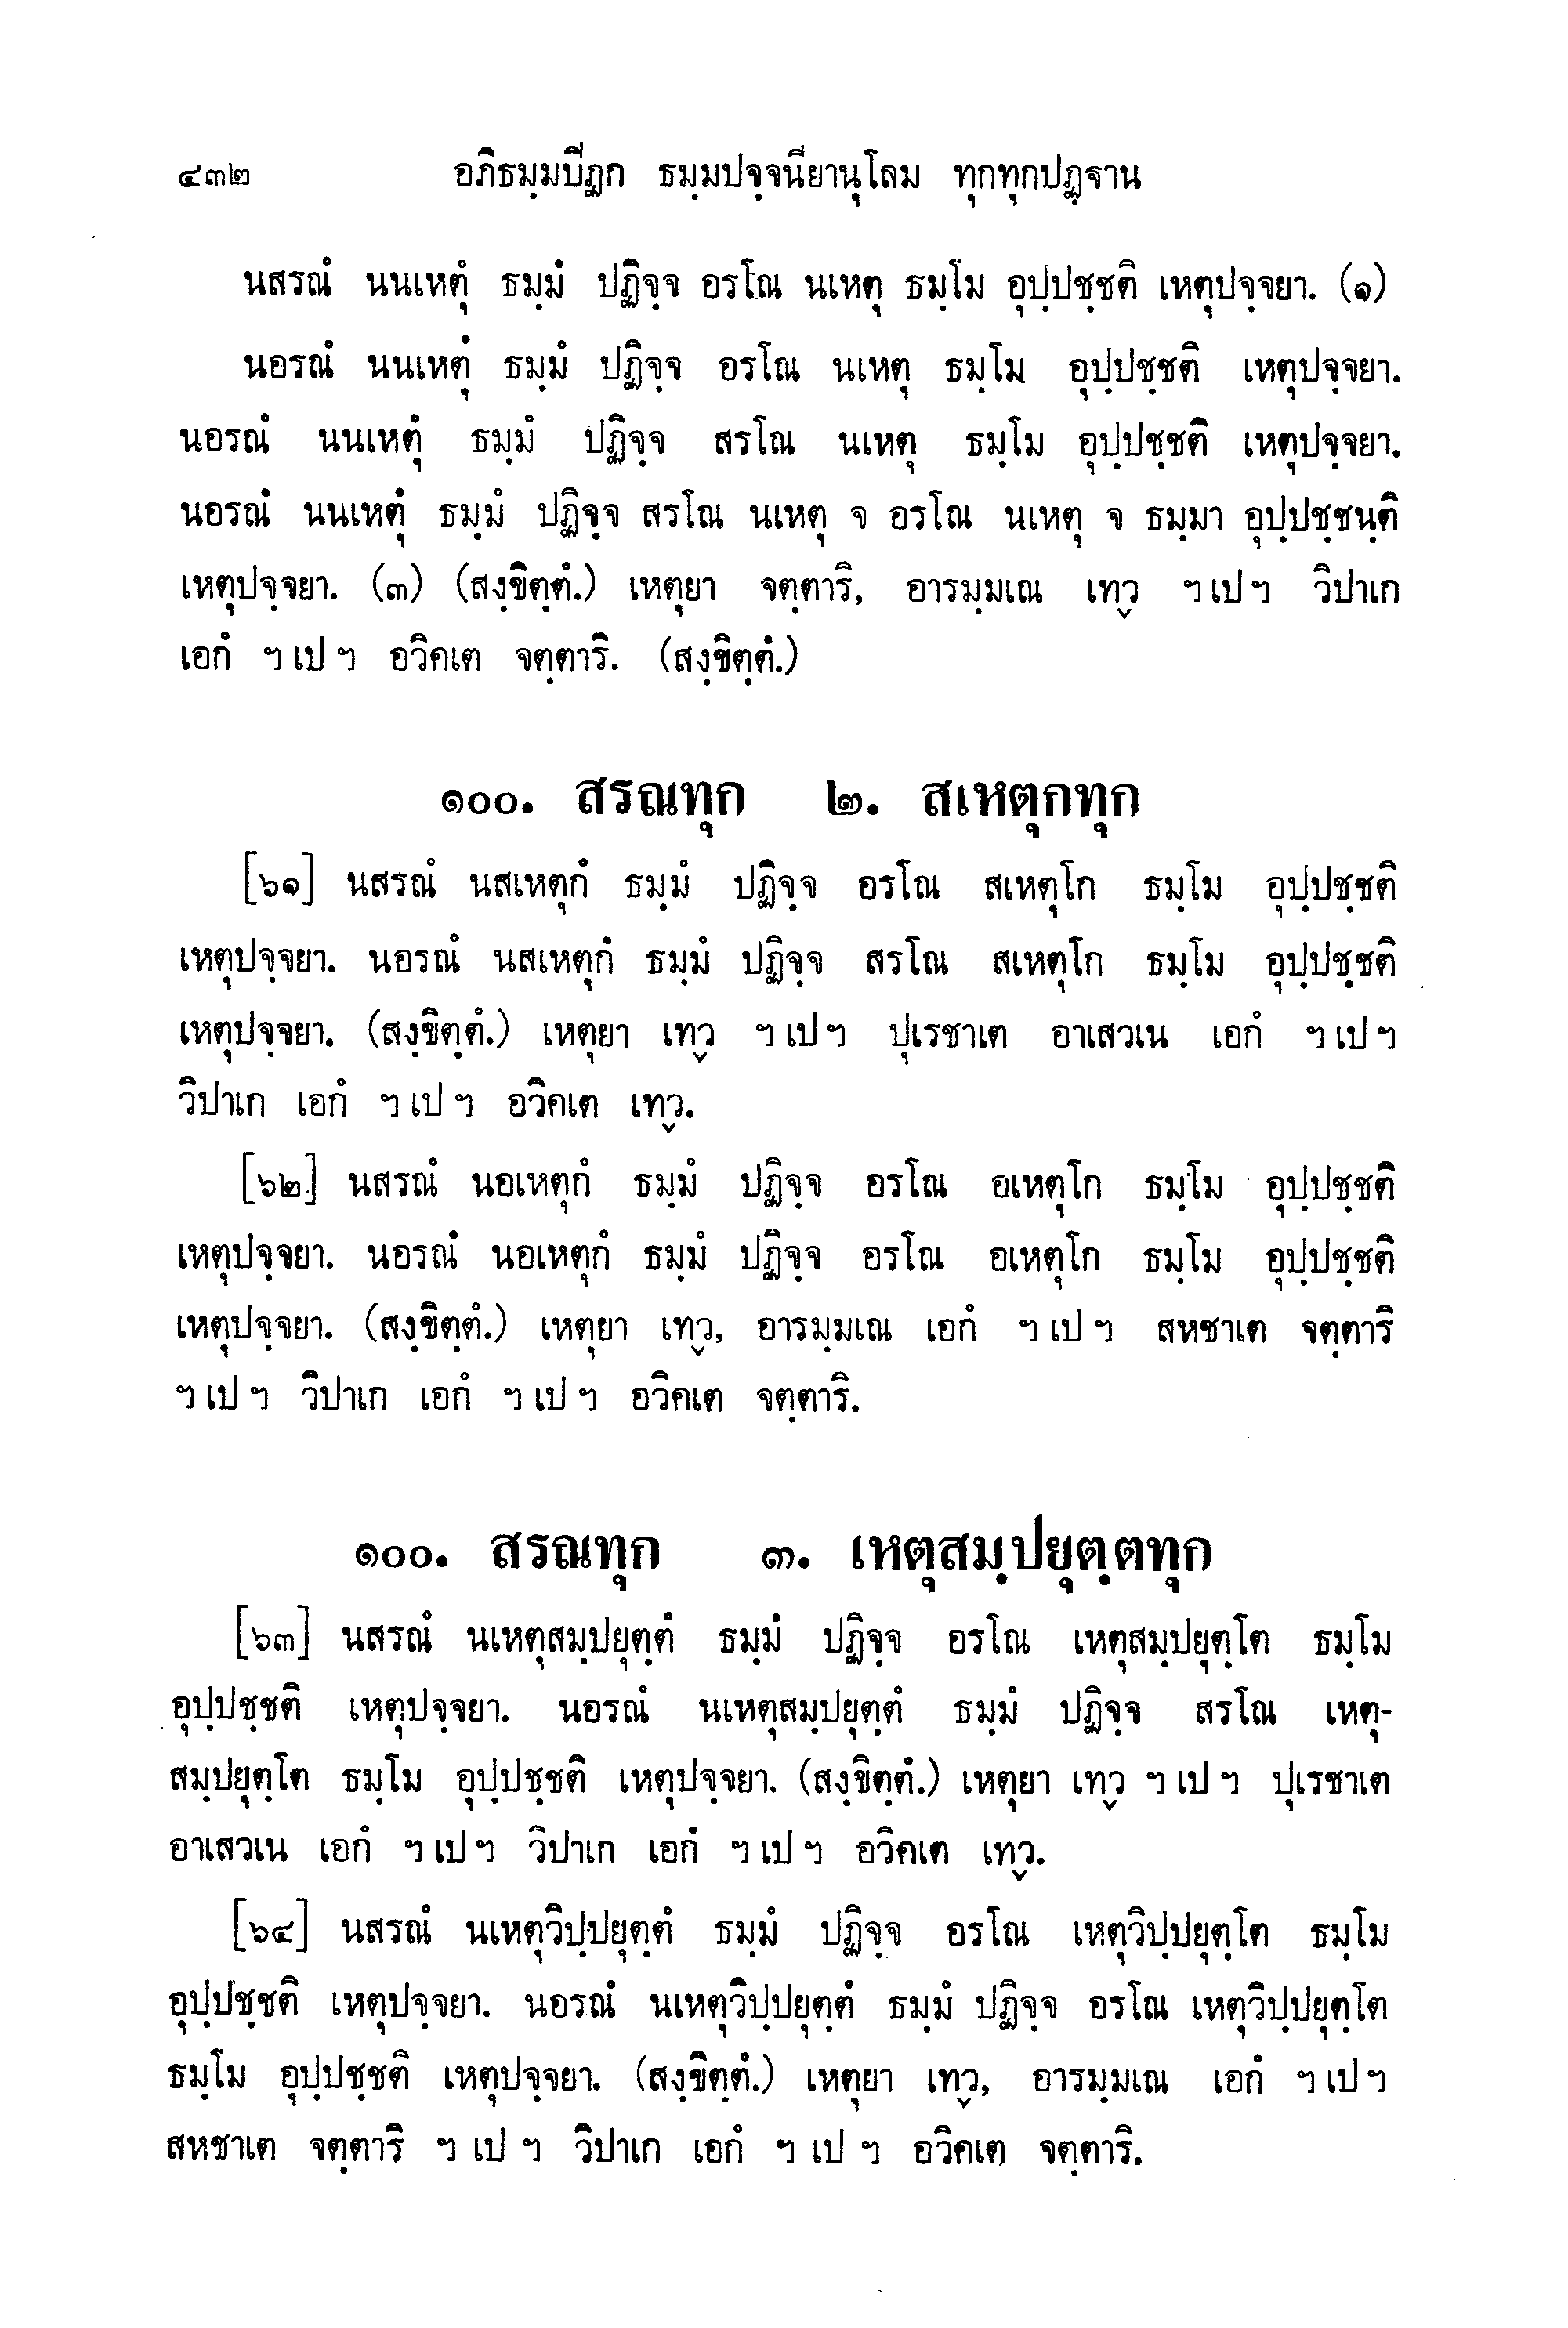 ๔๓๒ อภิธมฺมปีฏก ธมฺมปจฺจนียานุโลม ทุกทุกปฏฺฐาน
นสรณํ นนเหตุํ ธมฺมํ ปฏิจฺจ อรโณ นเหตุ ธมฺโม อุปฺปชฺชติ เหตุปจฺจยา. (๑)
นอรณํ นนเหตุํ ธมฺมํ ปฏิจฺจ อรโณ นเหตุ ธมฺโม อุปฺปชฺชติ เหตุปจฺจยา.
นอรณํ นนเหตุํ ธมฺมํ ปฏิจฺจ สรโณ นเหตุ ธมฺโม อุปฺปชฺชติ เหตุปจฺจยา.
นอรณํ นนเหตุํ ธมฺมํ ปฏิจฺจ สรโณ นเหตุ จ อรโณ นเหตุ จ ธมฺมา อุปฺปชฺชนฺติ
เหตุปจฺจยา. (๓) (สงฺขิตฺตํ.) เหตุยา จตฺตาริ, อารมฺมเณ เทฺว ฯ เป ฯ วิปาเก
เอกํ ฯ เป ฯ อวิคเต จตฺตาริ. (สงฺขิตฺตํ.)
๑๐๐. สรณทุก ๒. สเหตุกทุก
[๖๑] นสรณํ นสเหตุกํ ธมฺมํ ปฏิจฺจ อรโณ สเหตุโก ธมฺโม อุปฺปชฺชติ
เหตุปจฺจยา. นอรณํ นสเหตุกํ ธมฺมํ ปฏิจฺจ สรโณ สเหตุโก ธมฺโม อุปฺปชฺชติ
เหตุปจฺจยา. (สงฺขิตฺตํ.) เหตุยา เทฺว ฯ เป ฯ ปุเรชาเต อาเสวเน เอกํ ฯ เป ฯ
วิปาเก เอกํ ฯ เป ฯ อวิคเต เทฺว.
[๖๒] นสรณํ นอเหตุกํ ธมฺมํ ปฏิจฺจ อรโณ อเหตุโก ธมฺโม อุปฺปชฺชติ
เหตุปจฺจยา. นอรณํ นอเหตุกํ ธมฺมํ ปฏิจฺจ อรโณ อเหตุโก ธมฺโม อุปฺปชฺชติ
เหตุปจฺจยา. (สงฺขิตฺตํ.) เหตุยา เทฺว, อารมฺมเณ เอกํ ฯ เป ฯ สหชาเต จตฺตาริ
ฯ เป ฯ วิปาเก เอกํ ฯ เป ฯ อวิคเต จตฺตาริ.
๑๐๐. สรณทุก ๓. เหตุสมฺปยุตฺตทุก
[๖๓] นสรณํ นเหตุสมฺปยุตฺตํ ธมฺมํ ปฏิจฺจ อรโณ เหตุสมฺปยุตฺโต ธมฺโม
อุปฺปชฺชติ เหตุปจฺจยา. นอรณํ นเหตุสมฺปยุตฺตํ ธมฺมํ ปฏิจฺจ สรโณ เหตุ-
สมฺปยุตฺโต ธมฺโม อุปฺปชฺชติ เหตุปจฺจยา. (สงฺขิตฺตํ.) เหตุยา เทฺว ฯ เป ฯ ปุเรชาเต
อาเสวเน เอกํ ฯ เป ฯ วิปาเก เอกํ ฯ เป ฯ อวิคเต เทฺว.
[๖๔] นสรณํ นเหตุวิปฺปยุตฺตํ ธมฺมํ ปฏิจฺจ อรโณ เหตุวิปฺปยุตฺโต ธมฺโม
อุปฺปชฺชติ เหตุปจฺจยา. นอรณํ นเหตุวิปฺปยุตฺตํ ธมฺมํ ปฏิจฺจ อรโณ เหตุวิปฺปยุตฺโต
ธมฺโม อุปฺปชฺชติ เหตุปจฺจยา. (สงฺขิตฺตํ.) เหตุยา เทฺว, อารมฺมเณ เอกํ ฯ เป ฯ
สหชาเต จตฺตาริ ฯ เป ฯ วิปาเก เอกํ ฯ เป ฯ อวิคเต จตฺตาริ.